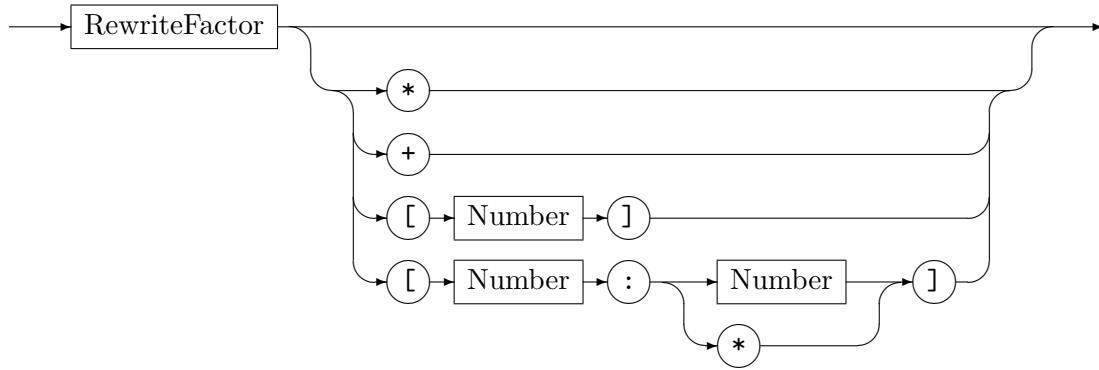 RewriteFactor
*
+
[ Number ]
[ Number : Number ]
*